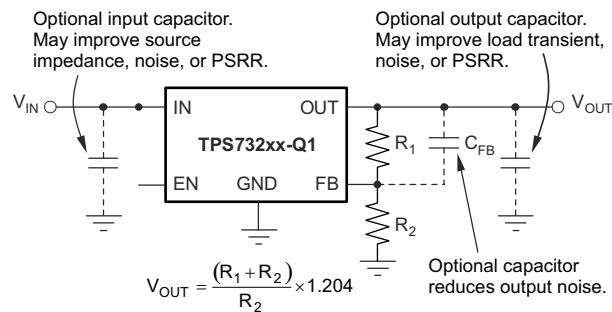 Optional input capacitor.
May improve source
impedance, noise, or PSRR.
Optional output capacitor.
May improve load transient,
noise, or PSRR.
V_IN
IN
OUT
V_OUT
TPS732xx-Q1
R_1
C_FB
EN
GND
FB
R_2
V_OUT = (R_1 + R_2) / R_2 × 1.204
Optional capacitor
reduces output noise.